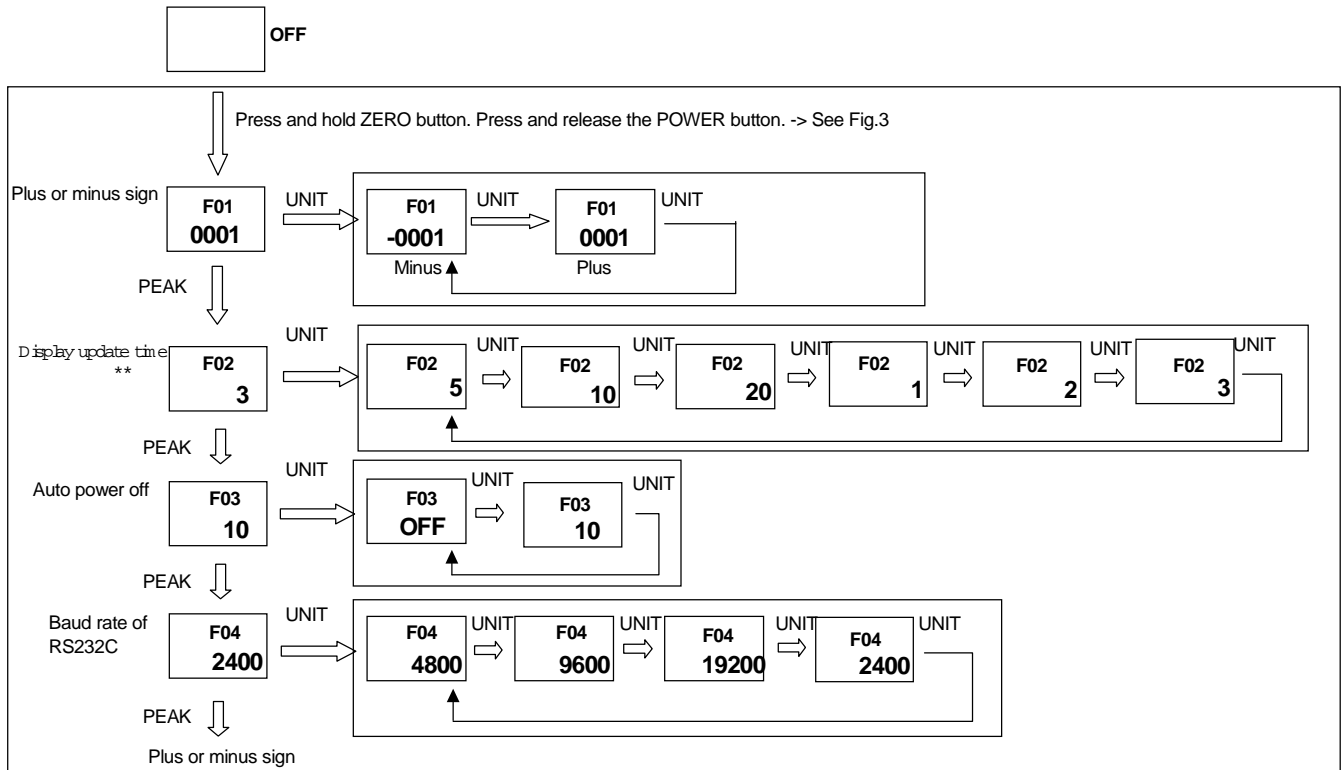 OFF
Press and hold ZERO button. Press and release the POWER button. -> See Fig.3
Plus or minus sign
F01
0001
UNIT
F01
-0001
Minus
UNIT
F01
0001
Plus
UNIT
PEAK
Display update time
**
F02
3
UNIT
F02
5
UNIT
F02
10
UNIT
F02
20
UNIT
F02
1
UNIT
F02
2
UNIT
F02
3
UNIT
PEAK
Auto power off
F03
10
UNIT
F03
OFF
UNIT
F03
10
UNIT
PEAK
Baud rate of
RS232C
F04
2400
UNIT
F04
4800
UNIT
F04
9600
UNIT
F04
19200
UNIT
F04
2400
UNIT
PEAK
Plus or minus sign